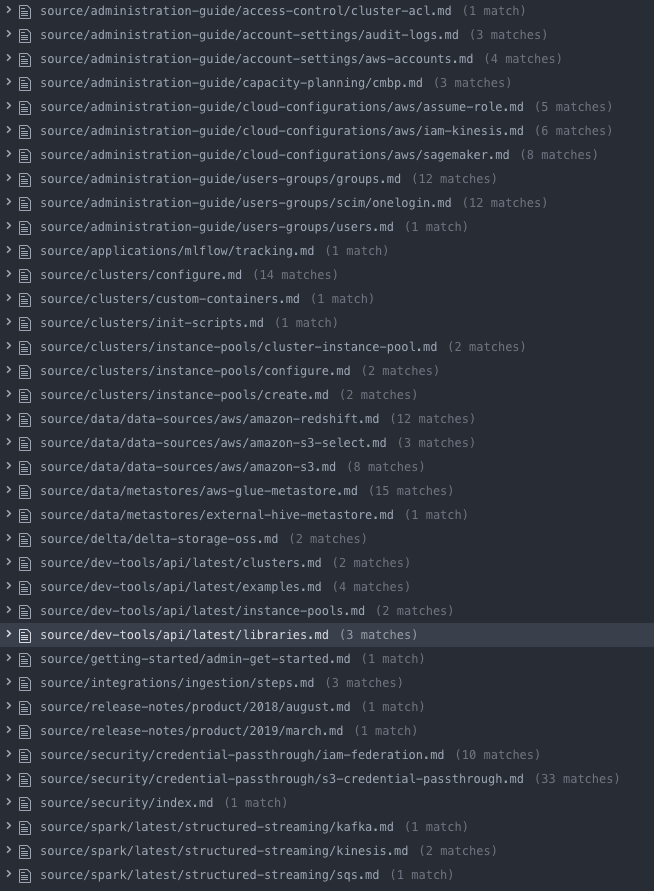 source/administration-guide/access-control/cluster-acl.md (1 match)
source/administration-guide/account-settings/audit-logs.md (3 matches)
source/administration-guide/account-settings/aws-accounts.md (4 matches)
source/administration-guide/capacity-planning/cmbp.md (3 matches)
source/administration-guide/cloud-configurations/aws/assume-role.md (5 matches)
source/administration-guide/cloud-configurations/aws/iam-kinesis.md (6 matches)
source/administration-guide/cloud-configurations/aws/sagemaker.md (8 matches)
source/administration-guide/users-groups/groups.md (12 matches)
source/administration-guide/users-groups/scim/onelogin.md (12 matches)
source/administration-guide/users-groups/users.md (1 match)
source/applications/mlflow/tracking.md (1 match)
source/clusters/configure.md (14 matches)
source/clusters/custom-containers.md (1 match)
source/clusters/init-scripts.md (1 match)
source/clusters/instance-pools/cluster-instance-pool.md (2 matches)
source/clusters/instance-pools/configure.md (2 matches)
source/clusters/instance-pools/create.md (2 matches)
source/data/data-sources/aws/amazon-redshift.md (12 matches)
source/data/data-sources/aws/amazon-s3-select.md (3 matches)
source/data/data-sources/aws/amazon-s3.md (8 matches)
source/data/metastores/aws-glue-metastore.md (15 matches)
source/data/metastores/external-hive-metastore.md (1 match)
source/delta/delta-storage-oss.md (2 matches)
source/dev-tools/api/latest/clusters.md (2 matches)
source/dev-tools/api/latest/examples.md (4 matches)
source/dev-tools/api/latest/instance-pools.md (2 matches)
source/dev-tools/api/latest/libraries.md (3 matches)
source/getting-started/admin-get-started.md (1 match)
source/integrations/ingestion/steps.md (3 matches)
source/release-notes/product/2018/august.md (1 match)
source/release-notes/product/2019/march.md (1 match)
source/security/credential-passthrough/iam-federation.md (10 matches)
source/security/credential-passthrough/s3-credential-passthrough.md (33 matches)
source/security/index.md (1 match)
source/spark/latest/structured-streaming/kafka.md (1 match)
source/spark/latest/structured-streaming/kinesis.md (2 matches)
source/spark/latest/structured-streaming/sqs.md (1 match)